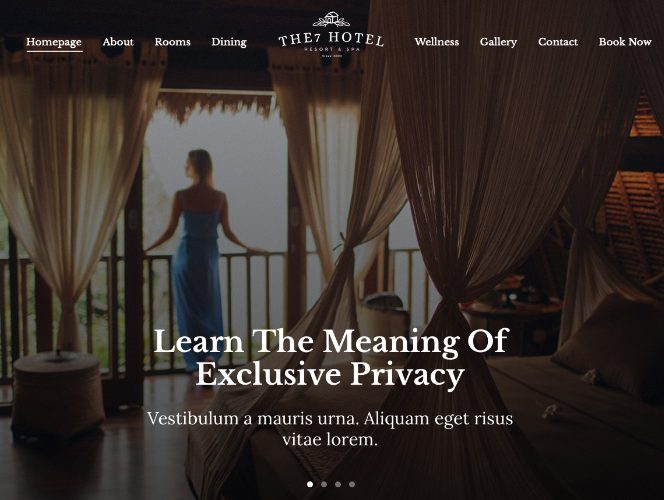 Homepage About Rooms Dining
THE7 HOTEL
RESORT & SPA
Wellness Gallery Contact Book Now
Learn The Meaning Of
Exclusive Privacy
Vestibulum a mauris urna. Aliquam eget risus
vitae lorem.